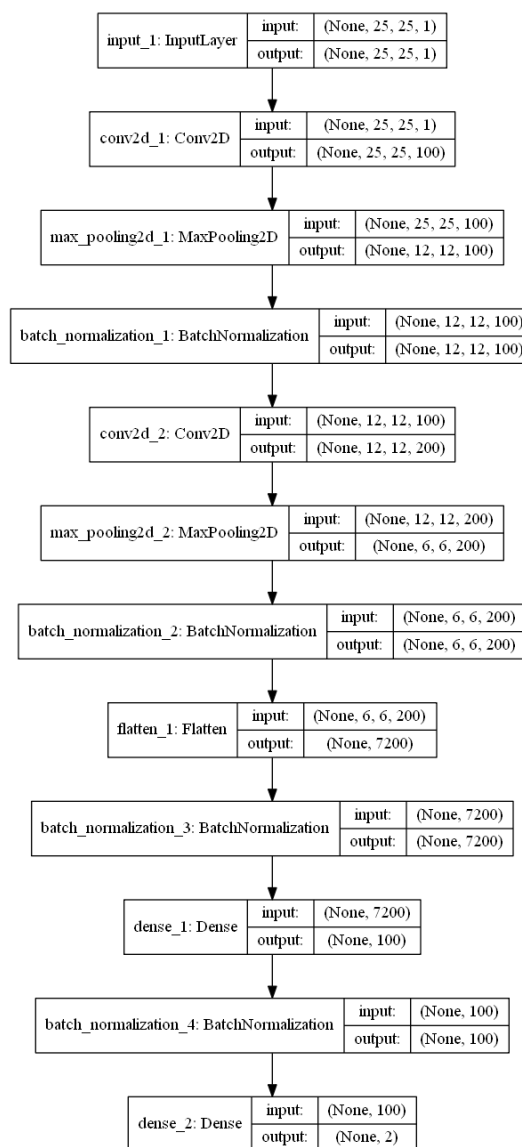 input_1: InputLayer
input: (None, 25, 25, 1)
output: (None, 25, 25, 1)
conv2d_1: Conv2D
input: (None, 25, 25, 1)
output: (None, 25, 25, 100)
max_pooling2d_1: MaxPooling2D
input: (None, 25, 25, 100)
output: (None, 12, 12, 100)
batch_normalization_1: BatchNormalization
input: (None, 12, 12, 100)
output: (None, 12, 12, 100)
conv2d_2: Conv2D
input: (None, 12, 12, 100)
output: (None, 12, 12, 200)
max_pooling2d_2: MaxPooling2D
input: (None, 12, 12, 200)
output: (None, 6, 6, 200)
batch_normalization_2: BatchNormalization
input: (None, 6, 6, 200)
output: (None, 6, 6, 200)
flatten_1: Flatten
input: (None, 6, 6, 200)
output: (None, 7200)
batch_normalization_3: BatchNormalization
input: (None, 7200)
output: (None, 7200)
dense_1: Dense
input: (None, 7200)
output: (None, 100)
batch_normalization_4: BatchNormalization
input: (None, 100)
output: (None, 100)
dense_2: Dense
input: (None, 100)
output: (None, 2)